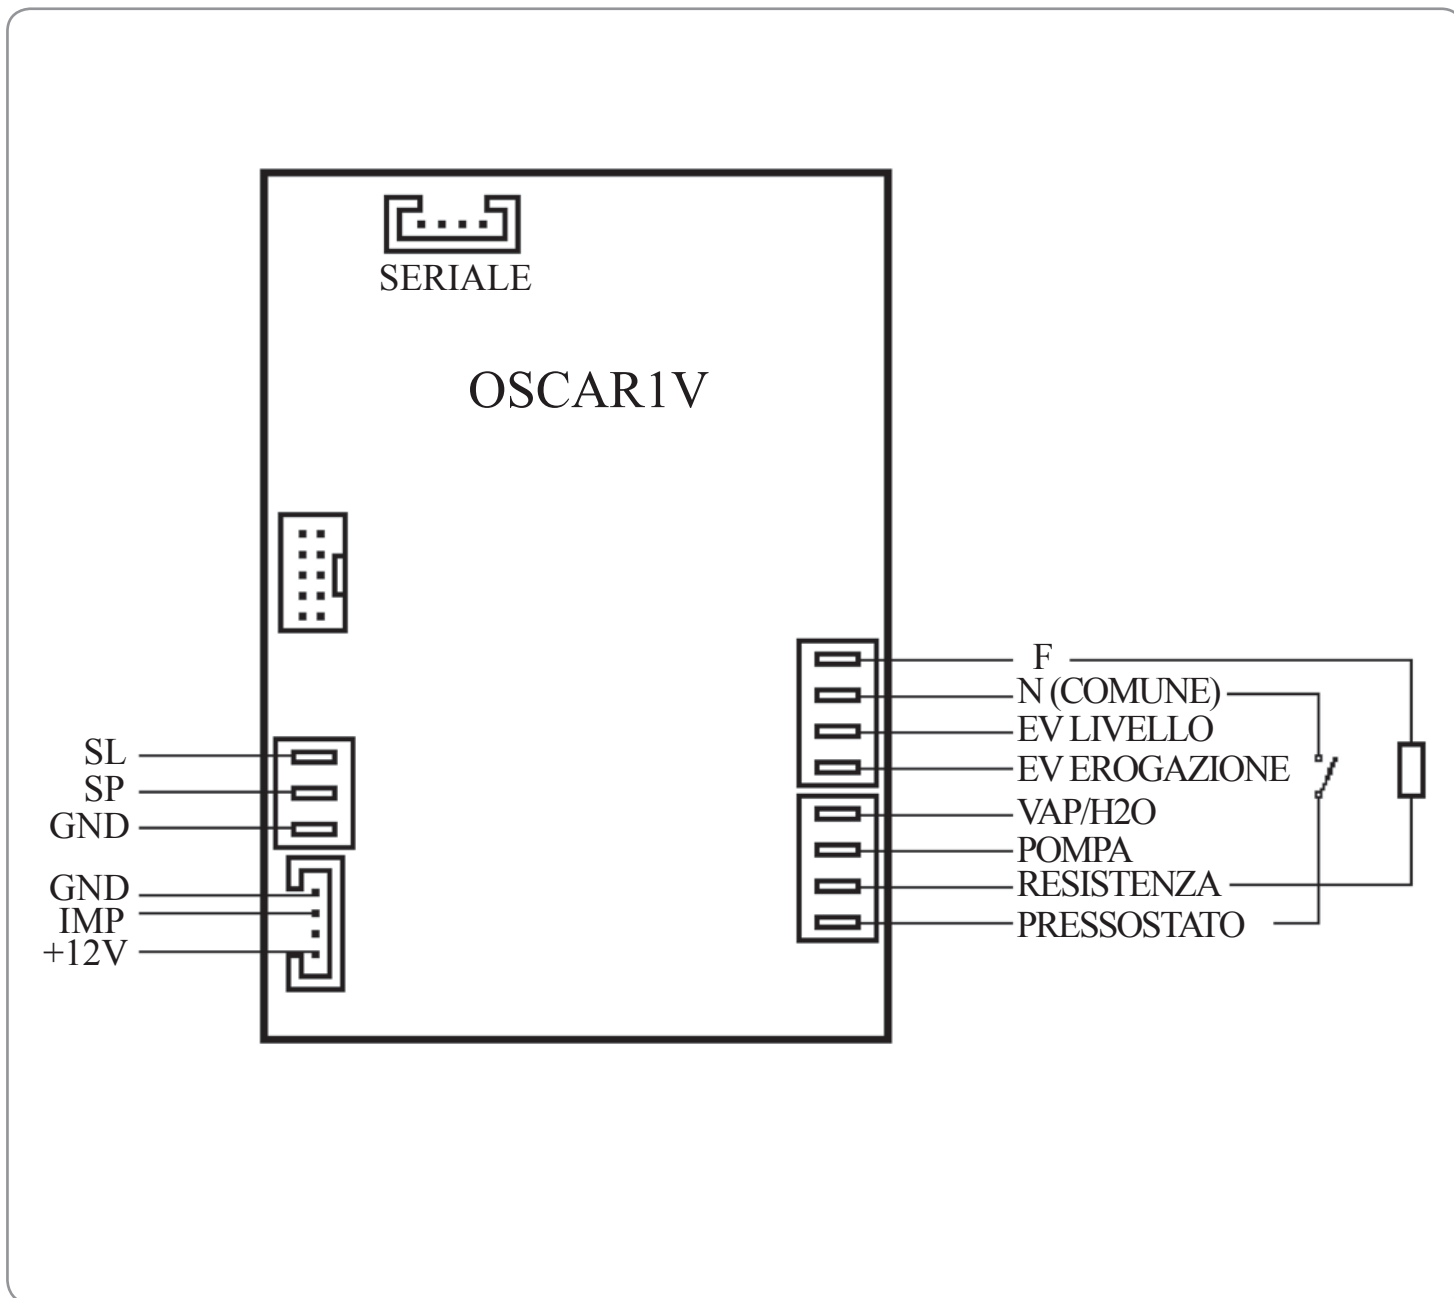 SERIALE
OSCAR1V
SL
SP
GND
GND
IMP
+12V
F
N (COMUNE)
EV LIVELLO
EV EROGAZIONE
VAP/H2O
POMPA
RESISTENZA
PRESSOSTATO